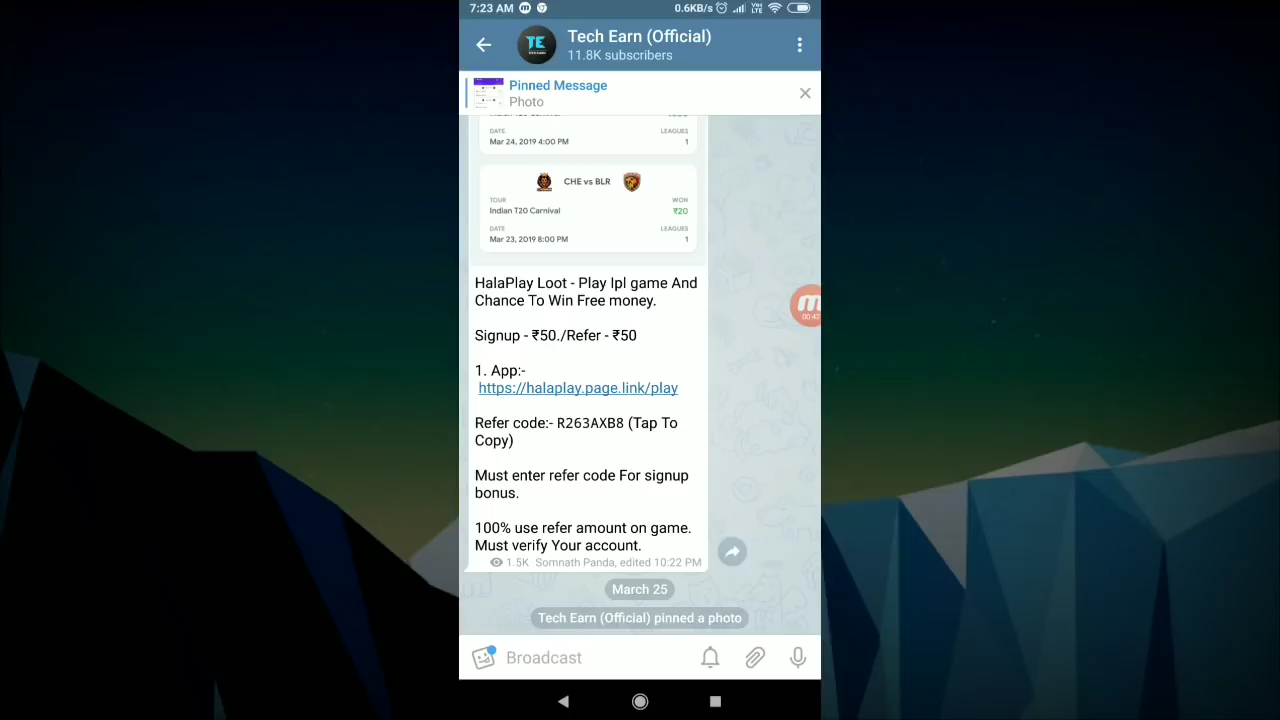 7:23 AM
0.6KB/s
Tech Earn (Official)
11.8K subscribers
Pinned Message
Photo
DATE
LEAGUES
Mar 24, 2019 4:00 PM
1
CHE vs BLR
TOUR
WON
Indian T20 Carnival
₹20
DATE
LEAGUES
Mar 23, 2019 8:00 PM
1
HalaPlay Loot - Play Ipl game And
Chance To Win Free money.
Signup - ₹50./Refer - ₹50
1. App:-
https://halaplay.page.link/play
Refer code:- R263AXB8 (Tap To
Copy)
Must enter refer code For signup
bonus.
100% use refer amount on game.
Must verify Your account.
1.5K Somnath Panda, edited 10:22 PM
March 25
Tech Earn (Official) pinned a photo
Broadcast